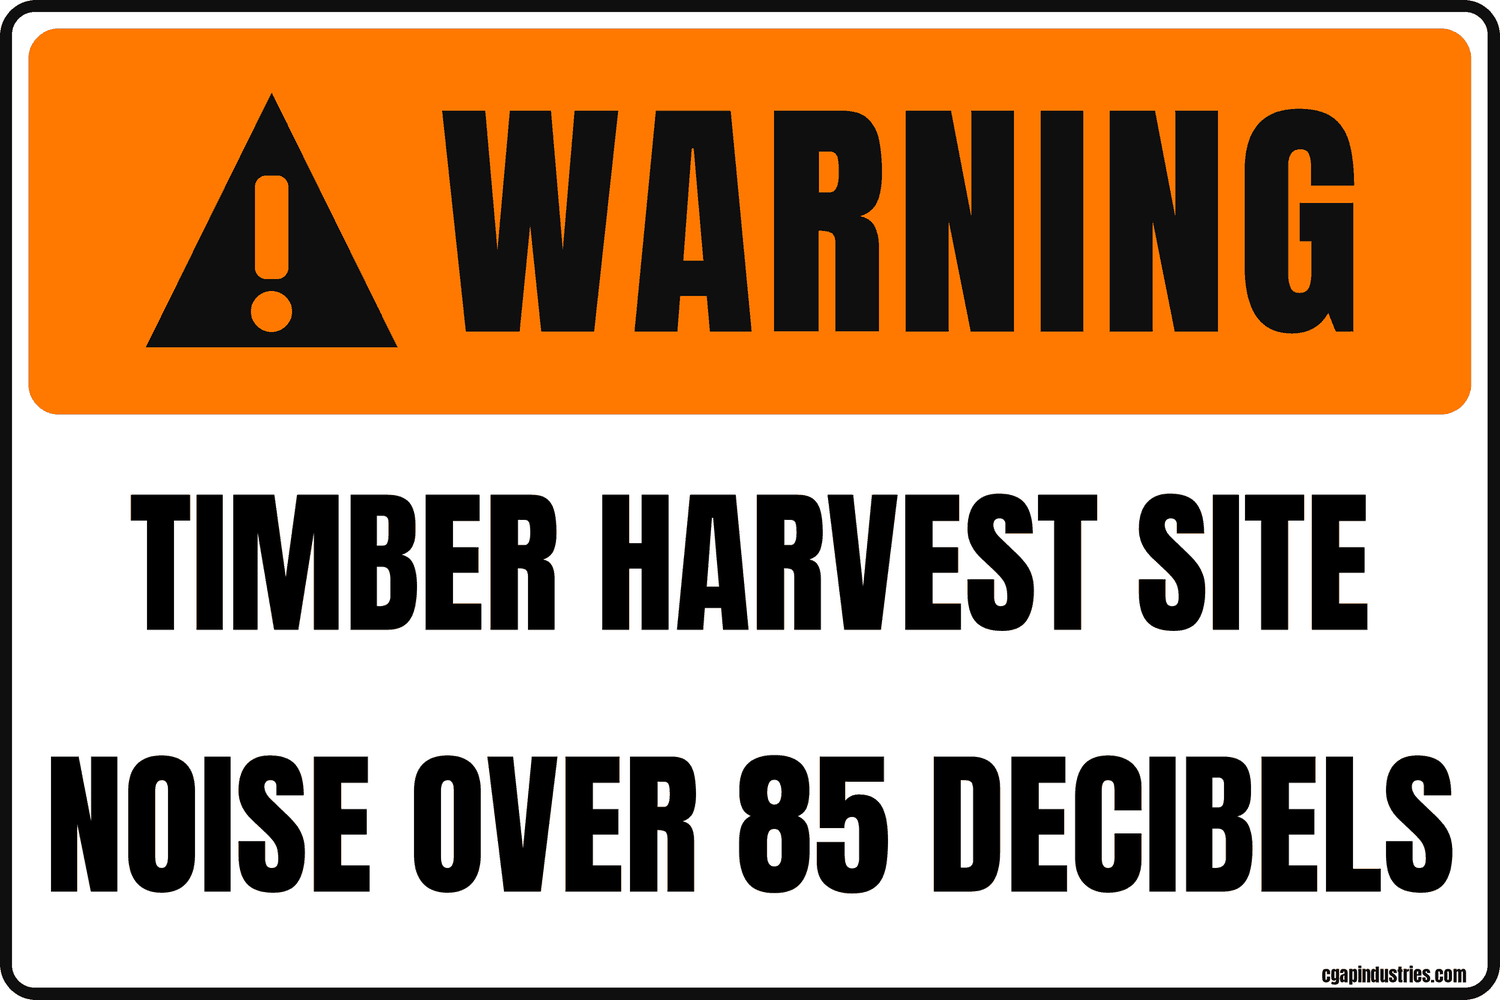 WARNING
TIMBER HARVEST SITE
NOISE OVER 85 DECIBELS
cgapindustries.com